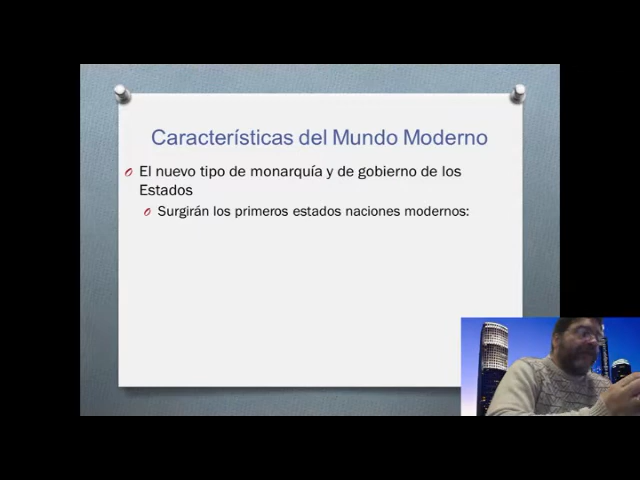 Características del Mundo Moderno
El nuevo tipo de monarquía y de gobierno de los
Estados
Surgirán los primeros estados naciones modernos: